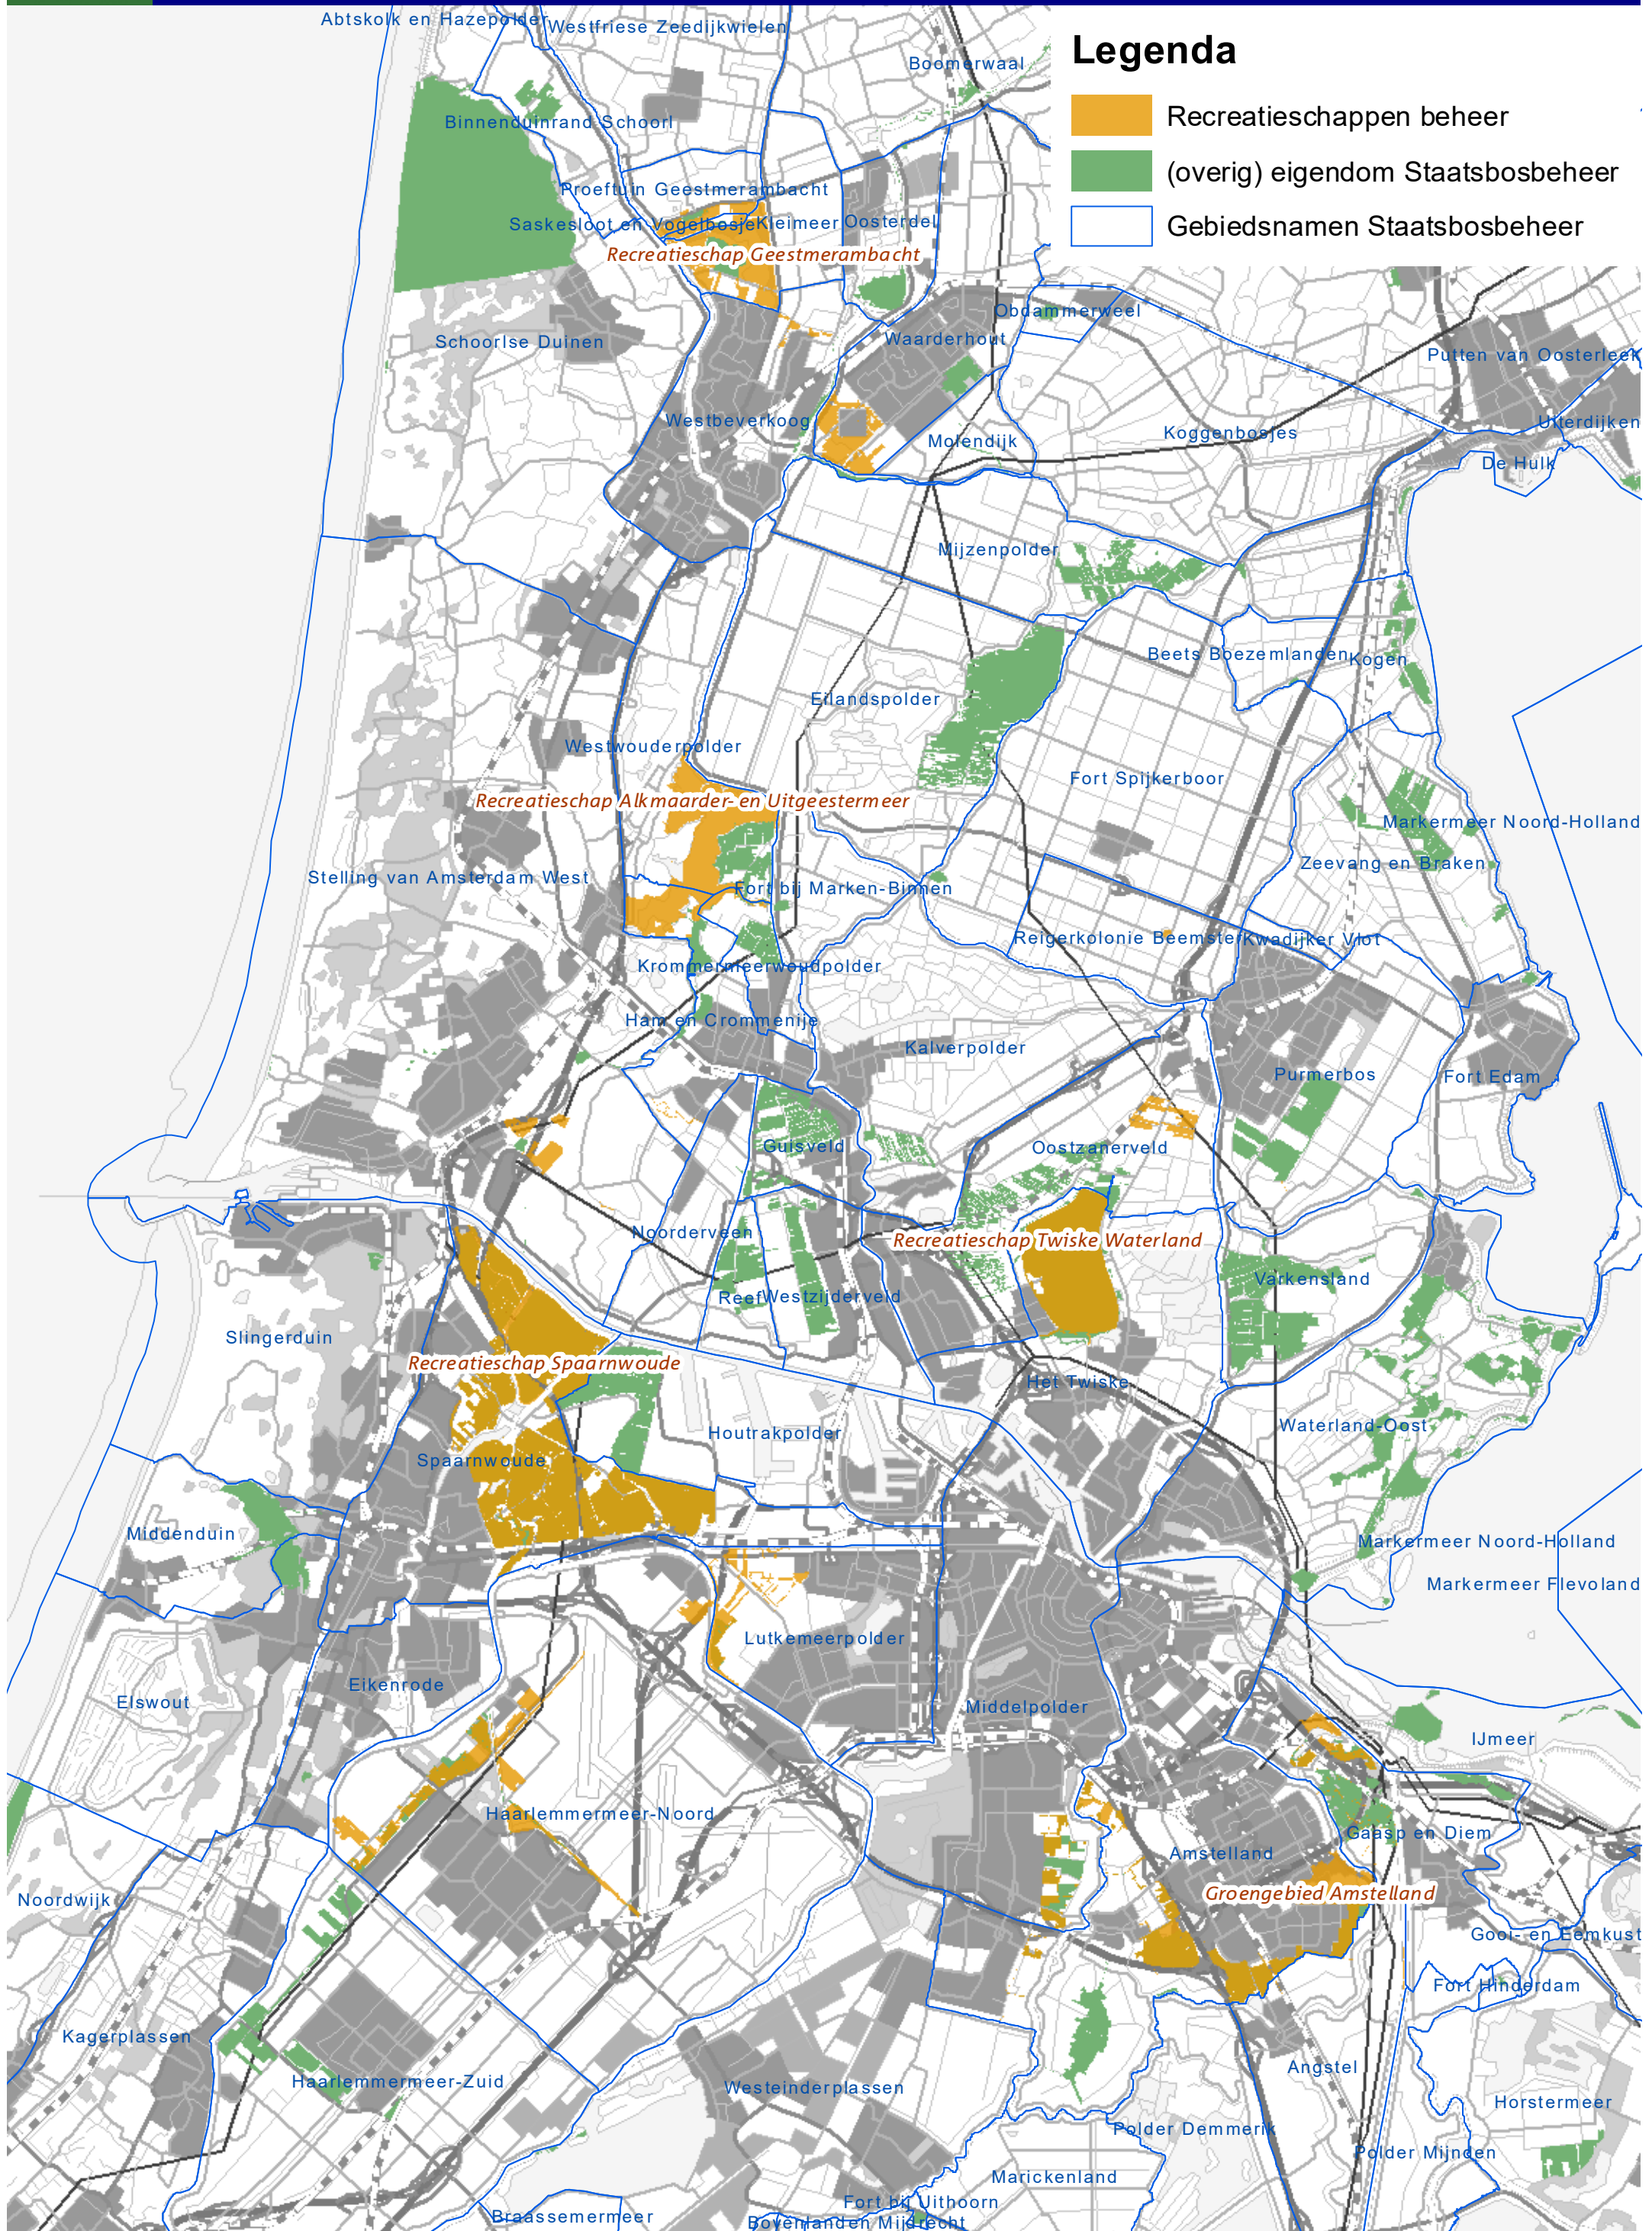 Abtskolk en Hazepolder
Westfriese Zeedijkwielen
Legenda
Boomerwaal
Recreatieschappen beheer
Binnenduinrand Schoorl
(overig) eigendom Staatsbosbeheer
Proeftuin Geestmerambacht
Saskesloot en Vogelbosje
Kleimeer
Oosterdel
Gebiedsnamen Staatsbosbeheer
Recreatieschap Geestmerambacht
Obdammerweel
Schoorlse Duinen
Waarderhout
Putten van Oosterleek
Westbeverkoog
Molendijk
Koggenbosjes
Uiterdijken
De Hulk
Mijzenpolder
Beets Boezemlanden
Kogen
Eilandspolder
Westwouderpolder
Fort Spijkerboor
Recreatieschap Alkmaarder- en Uitgeestermeer
Markermeer Noord-Holland
Zeevang en Braken
Stelling van Amsterdam West
Fort bij Marken-Binnen
Reigerkolonie Beemster
Kwadijker Vlot
Krommermeerwoudpolder
Ham en Crommenije
Kalverpolder
Purmerbos
Fort Edam
Guisveld
Oostzanerveld
Noorderveen
Recreatieschap Twiske Waterland
Varkensland
Reef
Westzijderveld
Slingerduin
Recreatieschap Spaarnwoude
Het Twiske
Houtrakpolder
Waterland-Oost
Spaarnwoude
Middenduin
Markermeer Noord-Holland
Markermeer Flevoland
Lutkemeerpolder
Eikenrode
Elswout
Middelpolder
IJmeer
Haarlemmermeer-Noord
Gaasp en Diem
Amstelland
Noordwijk
Groengebied Amstelland
Gooi- en Eemkust
Fort Hinderdam
Kagerplassen
Angstel
Haarlemmermeer-Zuid
Westeinderplassen
Horstermeer
Polder Demmerik
Polder Mijnden
Marickenland
Fort bij Uithoorn
Braassemermeer
Bovenlanden Mijdrecht